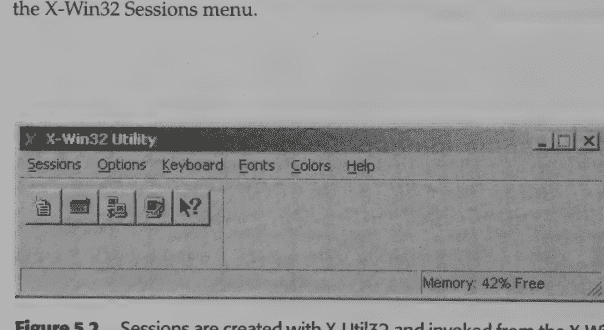 the X-Win32 Sessions menu.
X-Win32 Utility
Sessions Options Keyboard Fonts Colors Help
Memory: 42% Free
Figure 5.2 Sessions are created with X Util32 and invoked from the X-Wi